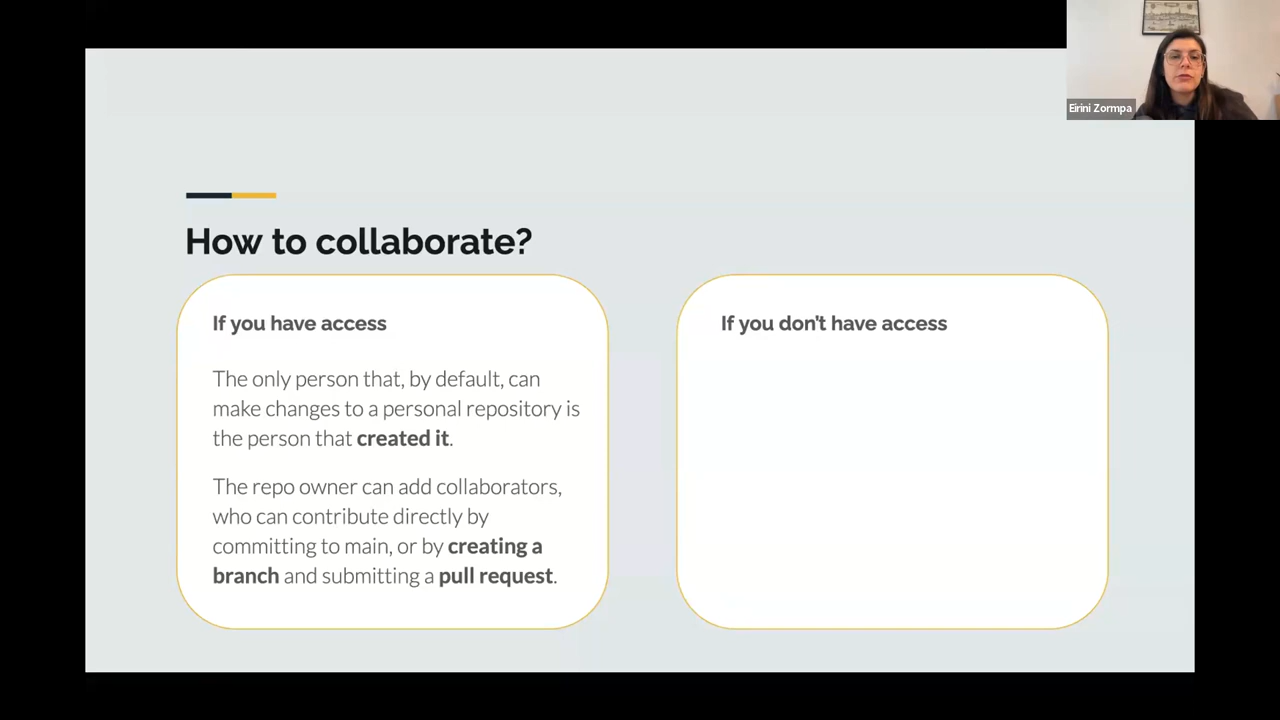 Eirini Zormpa
How to collaborate?
If you have access
The only person that, by default, can
make changes to a personal repository is
the person that created it.
The repo owner can add collaborators,
who can contribute directly by
committing to main, or by creating a
branch and submitting a pull request.
If you don't have access